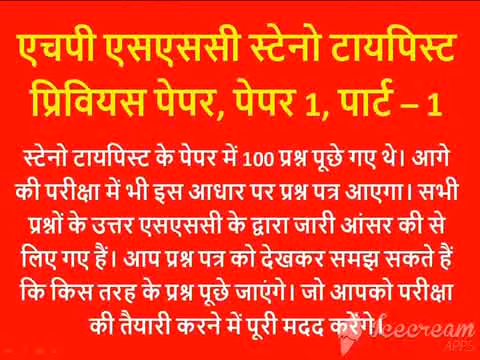 एचपी एसएससी स्टेनो टायपिस्ट
प्रिवियस पेपर, पेपर 1, पार्ट – 1
स्टेनो टायपिस्ट के पेपर में 100 प्रश्न पूछे गए थे। आगे
की परीक्षा में भी इस आधार पर प्रश्न पत्र आएगा। सभी
प्रश्नों के उत्तर एसएससी के द्वारा जारी आंसर की से
लिए गए हैं। आप प्रश्न पत्र को देखकर समझ सकते हैं
कि किस तरह के प्रश्न पूछे जाएंगे। जो आपको परीक्षा
की तैयारी करने में पूरी मदद करेंगे।
Icecream
APPS